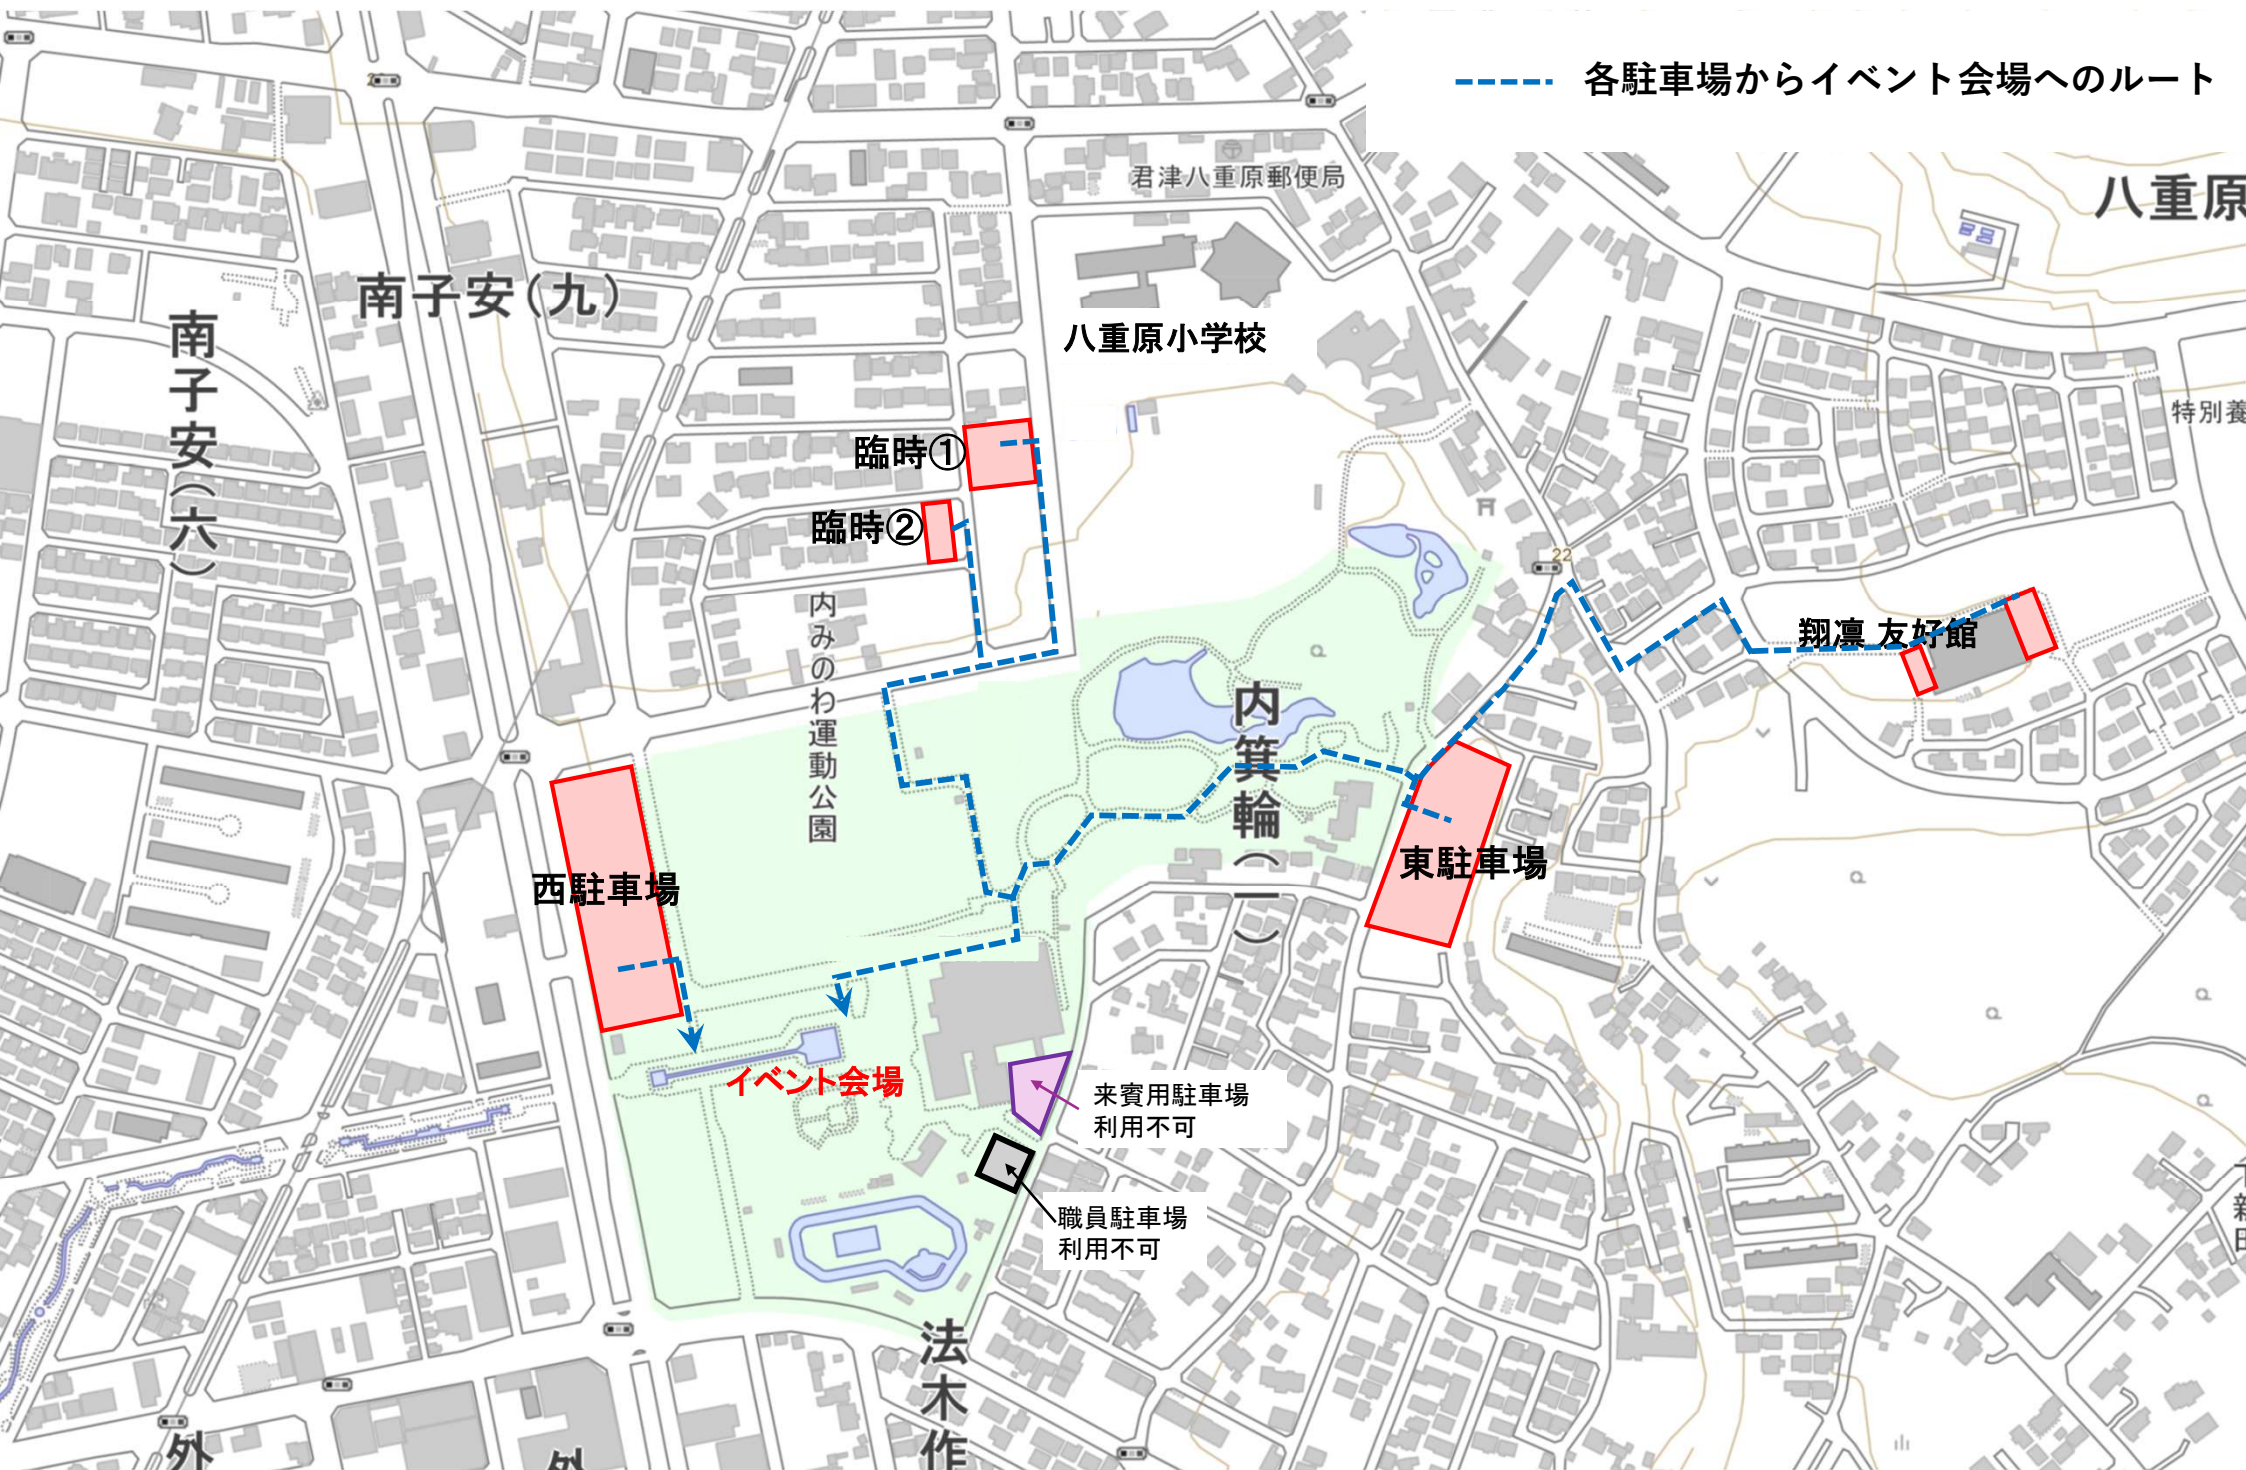 各駐車場からイベント会場へのルート
君津八重原郵便局
八重原
南子安(九)
南子安(六)
八重原小学校
特別養
臨時①
臨時②
22
内みのわ運動公園
翔凛 友好館
内箕輪(一)
西駐車場
東駐車場
イベント会場
来賓用駐車場
利用不可
職員駐車場
利用不可
法木作
外